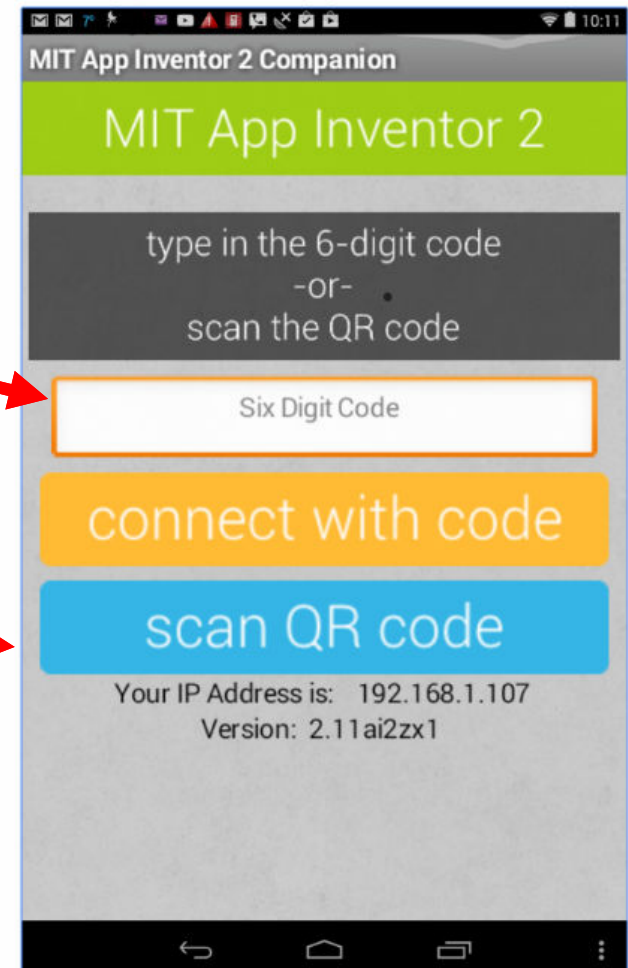 10:11
MIT App Inventor 2 Companion
MIT App Inventor 2
type in the 6-digit code
-or-
scan the QR code
Six Digit Code
connect with code
scan QR code
Your IP Address is: 192.168.1.107
Version: 2.11ai2zx1